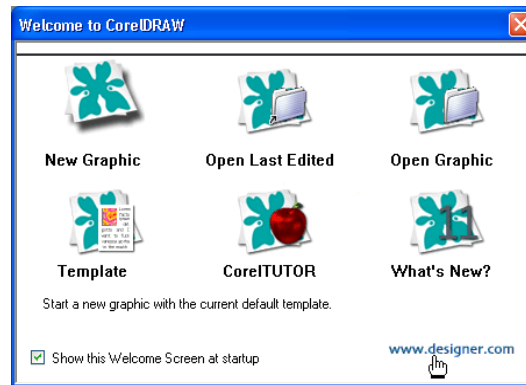 Welcome to CorelDRAW
New Graphic
Open Last Edited
Open Graphic
11
Template
CorelTUTOR
What's New?
Start a new graphic with the current default template.
Show this Welcome Screen at startup
www.designer.com